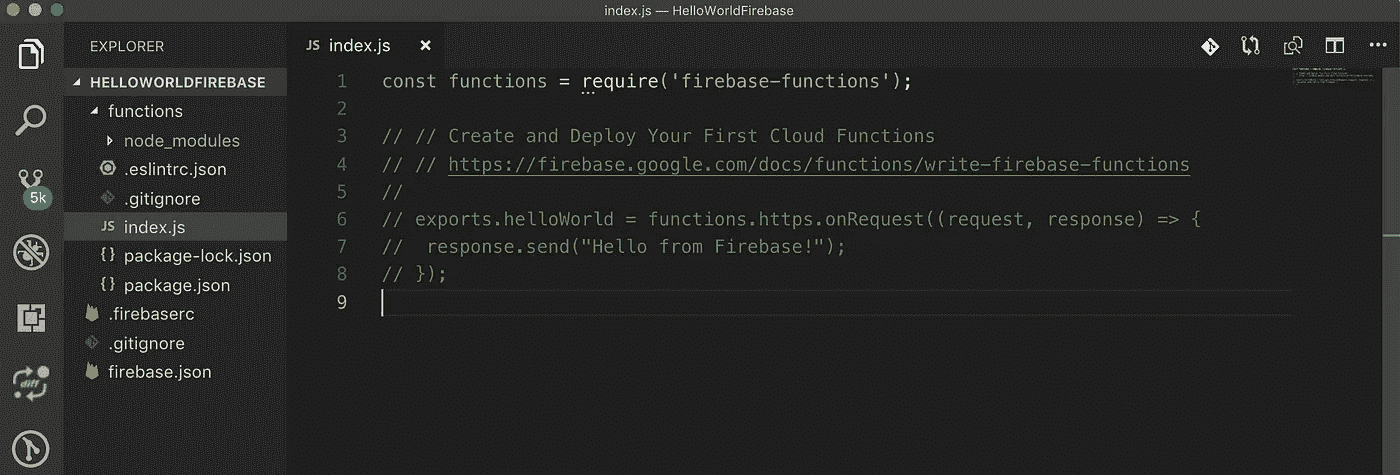 index.js — HelloWorldFirebase
EXPLORER
HELLOWORLDFIREBASE
functions
node_modules
.eslintrc.json
.gitignore
JS index.js
{} package-lock.json
{} package.json
.firebaserc
.gitignore
firebase.json
5k
diff
JS index.js ×
1 const functions = require('firebase-functions');
2
3 // // Create and Deploy Your First Cloud Functions
4 // // https://firebase.google.com/docs/functions/write-firebase-functions
5 //
6 // exports.helloWorld = functions.https.onRequest((request, response) => {
7 //  response.send("Hello from Firebase!");
8 // });
9